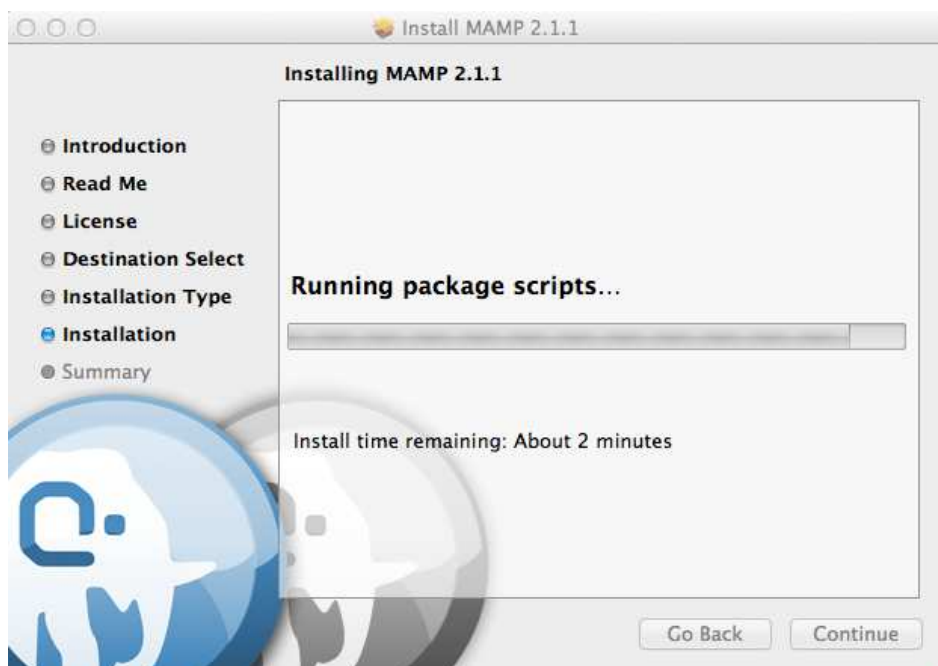 Install MAMP 2.1.1
Installing MAMP 2.1.1
Introduction
Read Me
License
Destination Select
Installation Type
Installation
Summary
Running package scripts...
Install time remaining: About 2 minutes
Go Back
Continue